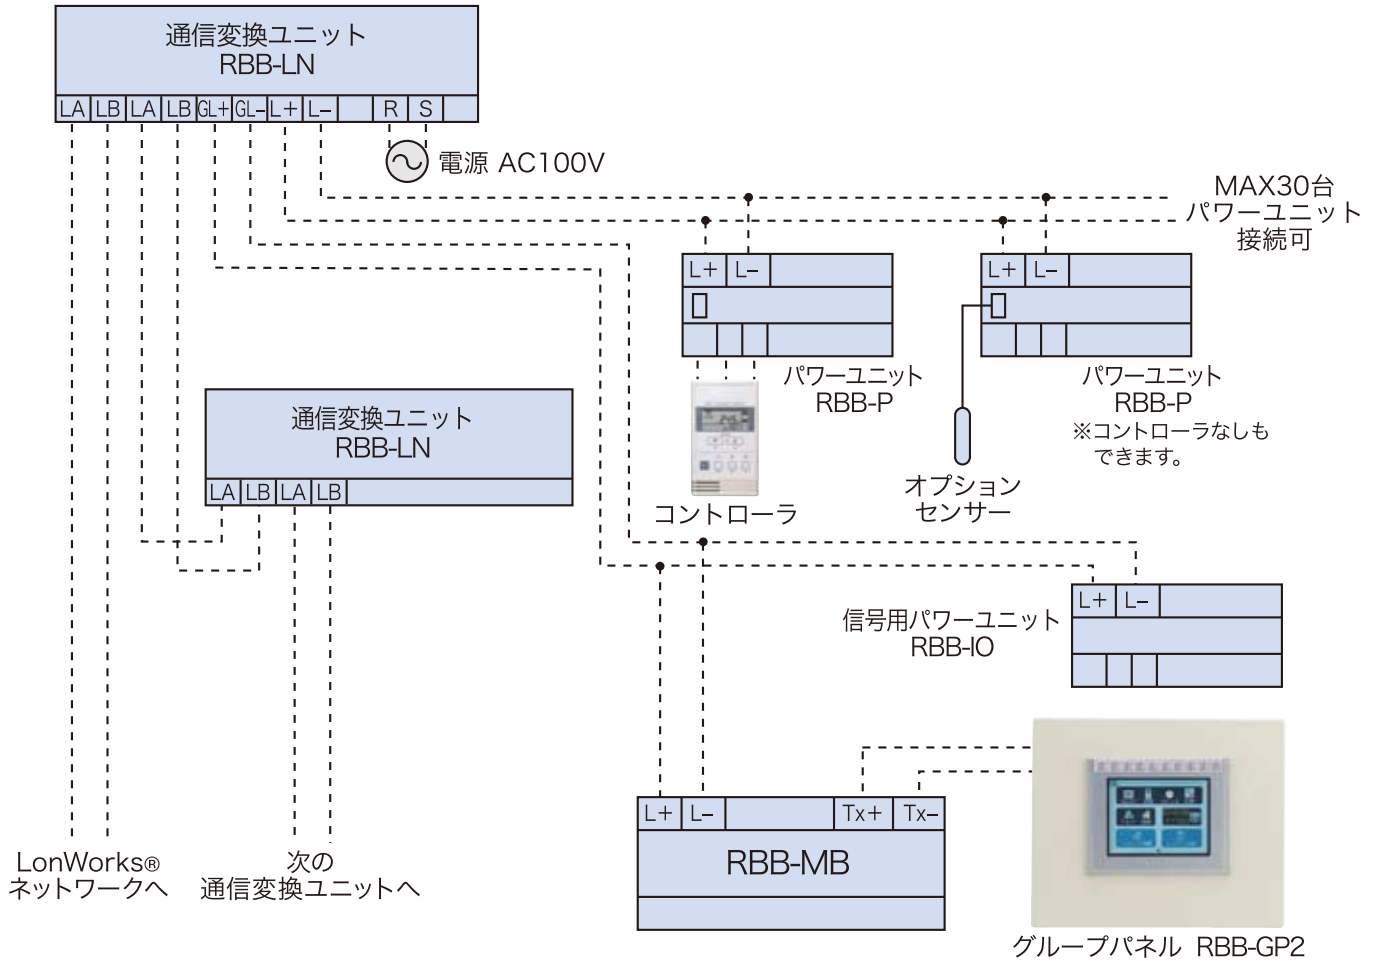 通信変換ユニット
RBB-LN
LA LB LA LB GL+ GL- L+ L- R S
電源 AC100V
MAX30台
パワーユニット
接続可
L+ L-
L+ L-
パワーユニット
RBB-P
パワーユニット
RBB-P
※コントローラなしも
できます。
通信変換ユニット
RBB-LN
LA LB LA LB
コントローラ
オプション
センサー
L+ L-
信号用パワーユニット
RBB-IO
L+ L- Tx+ Tx-
RBB-MB
LonWorks®
ネットワークへ
次の
通信変換ユニットへ
グループパネル RBB-GP2